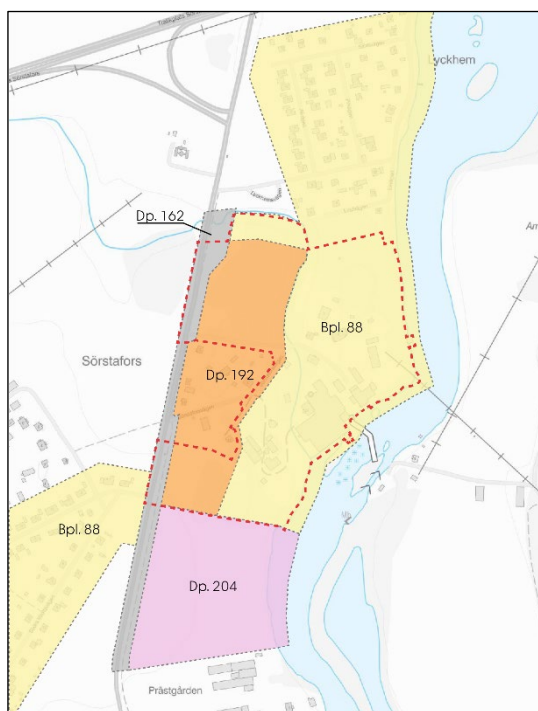 Lyckhem
Dp. 162
Bpl. 88
Sörstafors
Dp. 192
Bpl. 88
Dp. 204
Prästgården